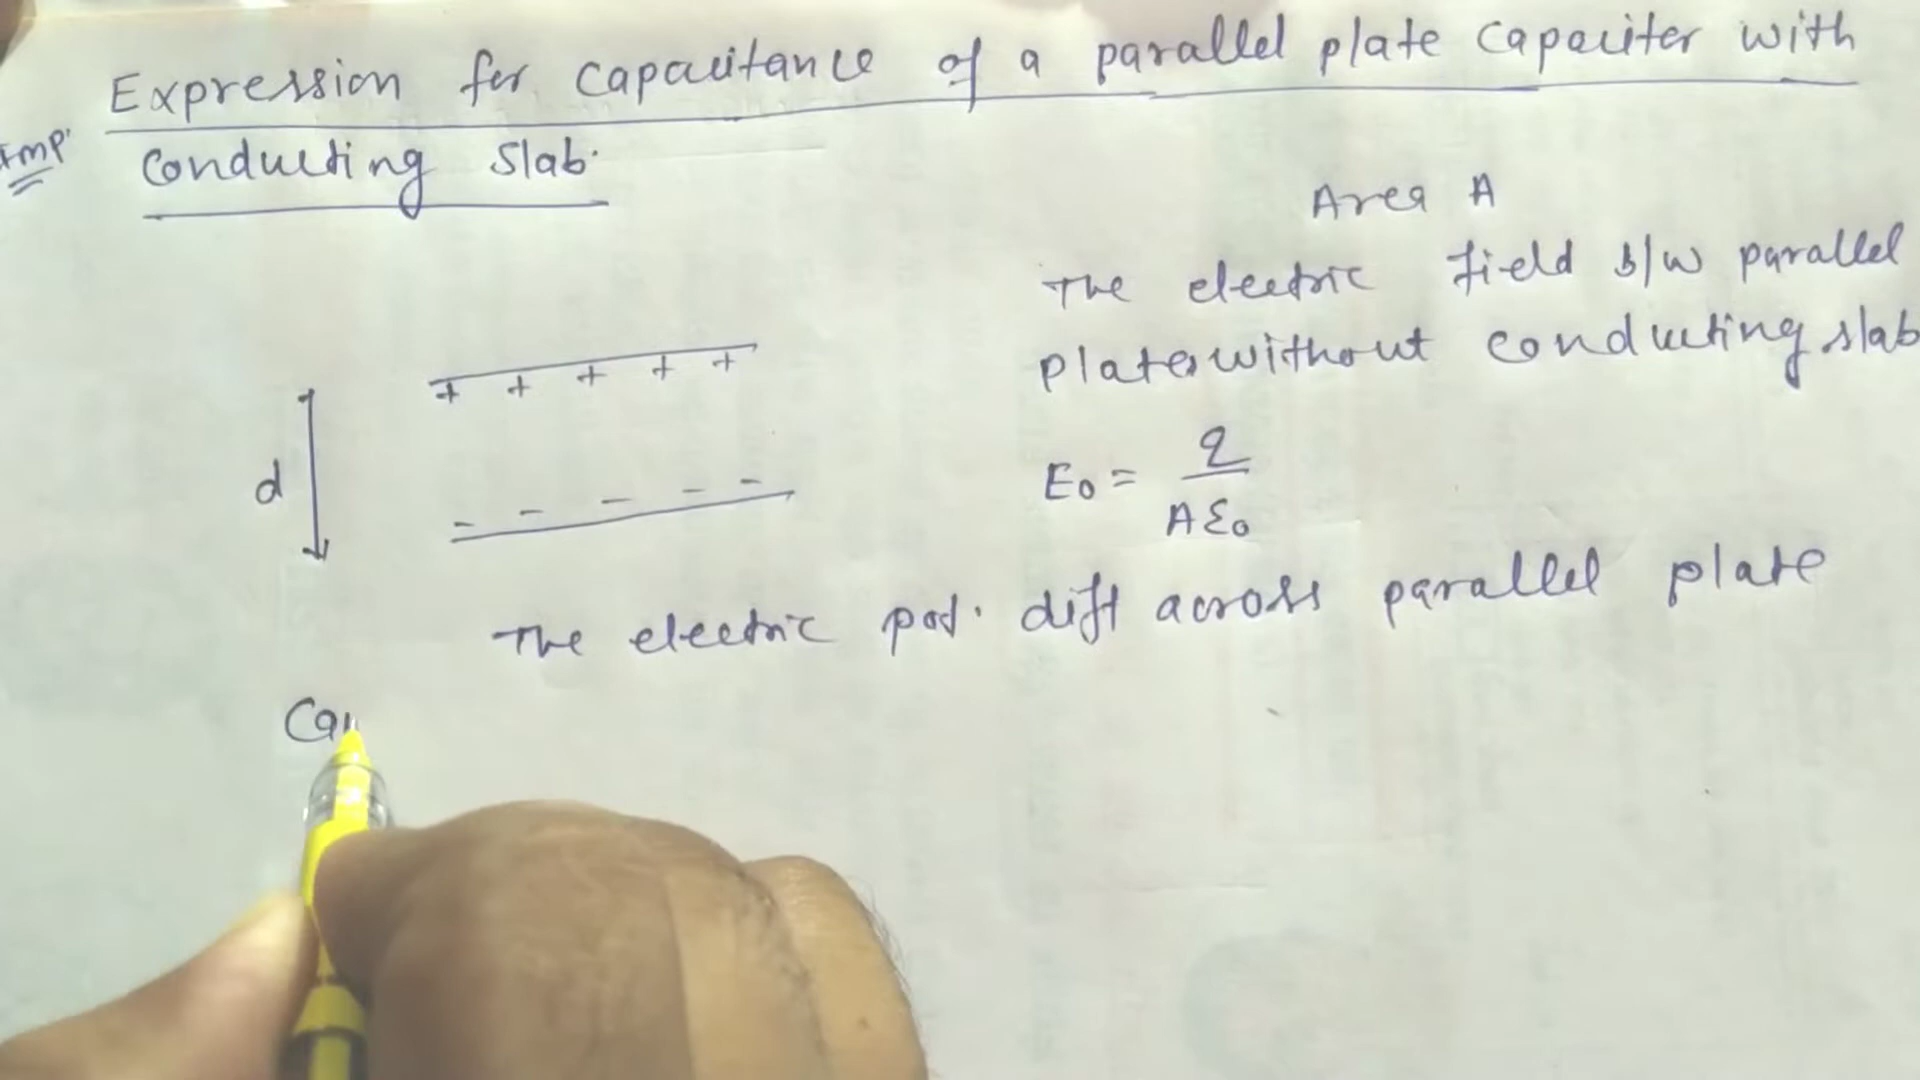 Expression for capacitance of a parallel plate capaciter with
Imp.
Conducting Slab.
Area A
The electric field b/w parallel
plates without conducting slab
+ + + + +
d
- - - - -
E0 = q
Aε0
The electric pot. diff across parallel plate
Ca